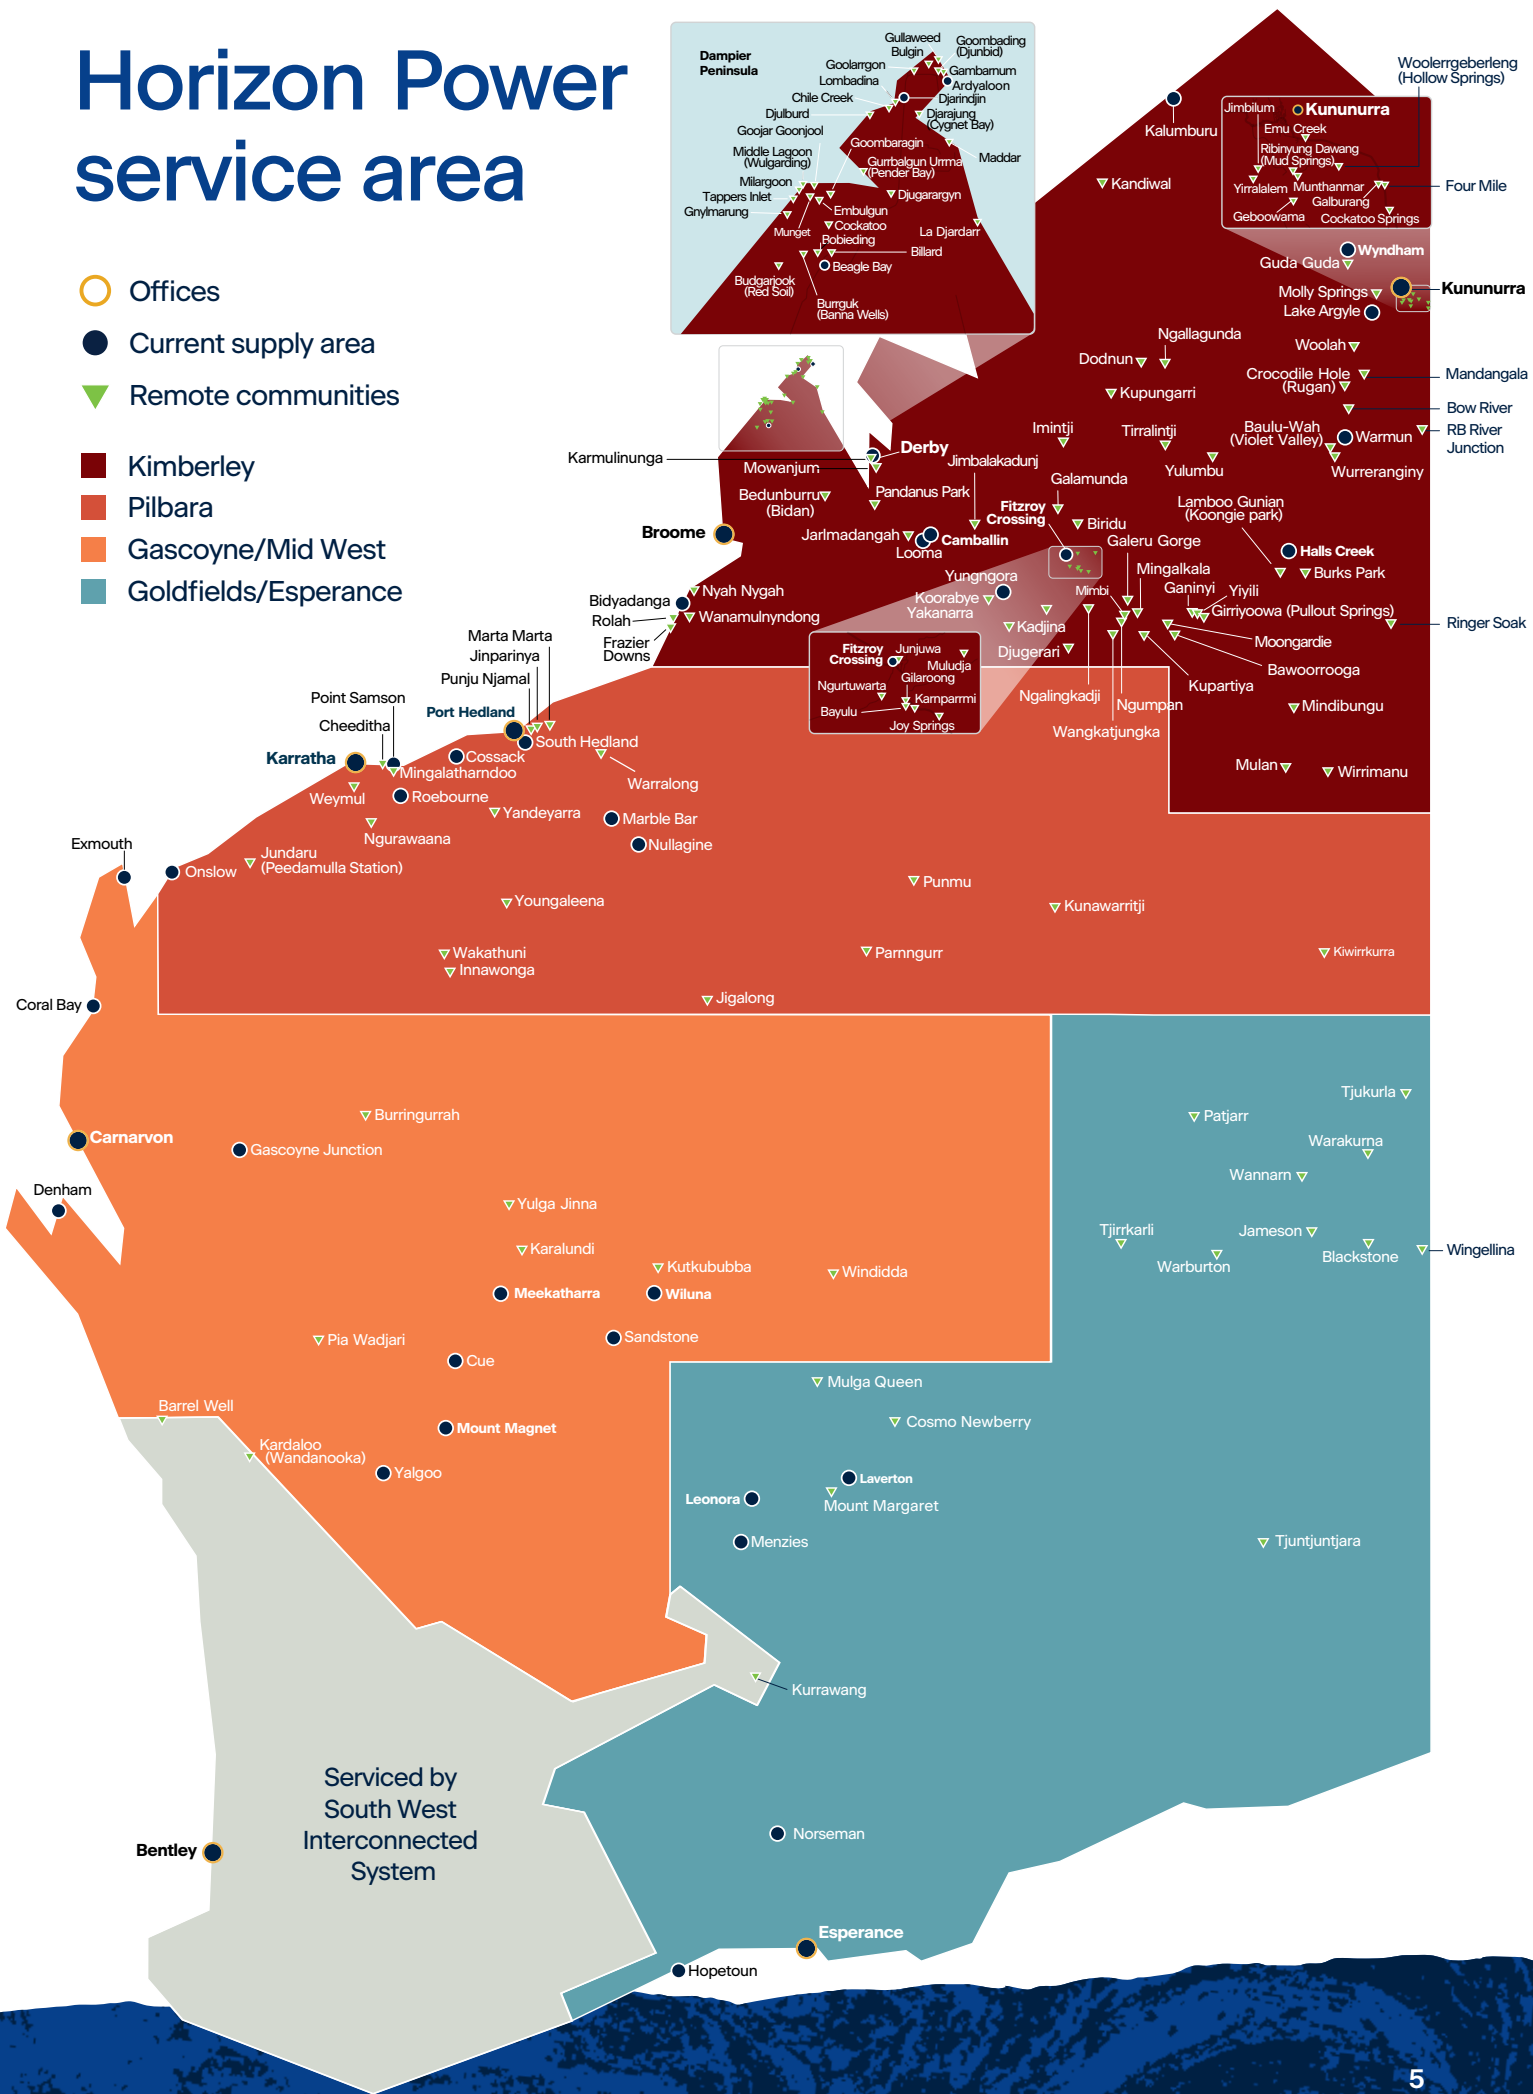 Horizon Power
service area
Offices
Current supply area
Remote communities
Kimberley
Pilbara
Gascoyne/Mid West
Goldfields/Esperance
Dampier
Peninsula
Gullaweed
Bulgin
Goombading
(Djunbid)
Goolarrgon
Gambarnum
Lombadina
Ardyaloon
Chile Creek
Djarindjin
Djulburd
Djarajung
(Cygnet Bay)
Goojar Goonjool
Goombaragin
Middle Lagoon
(Wulgarding)
Maddar
Gurrbalgun Urrma
(Pender Bay)
Milargoon
Tappers Inlet
Djugarargyn
Gnylmarung
Embulgun
Munget
Cockatoo
La Djardarr
Bobieding
Billard
Beagle Bay
Budgarjook
(Red Soil)
Burrguk
(Banna Wells)
Woolerrgeberleng
(Hollow Springs)
Kalumburu
Jimbilum
Kununurra
Emu Creek
Ribinyung Dawang
(Mud Springs)
Yirralalem
Munthanmar
Four Mile
Galburang
Geboowama
Cockatoo Springs
Kandiwal
Wyndham
Guda Guda
Molly Springs
Kununurra
Lake Argyle
Ngallagunda
Woolah
Dodnun
Crocodile Hole
(Rugan)
Mandangala
Kupungarri
Bow River
Imintji
Tirralintji
Baulu-Wah
(Violet Valley)
Warmun
RB River
Junction
Derby
Karmulinunga
Mowanjum
Jimbalakadunj
Yulumbu
Wurreranginy
Galamunda
Bedunburru
(Bidan)
Pandanus Park
Lamboo Gunian
(Koongie park)
Fitzroy
Crossing
Biridu
Broome
Jarlmadangah
Camballin
Looma
Galeru Gorge
Halls Creek
Mingalkala
Burks Park
Yungngora
Mimbi
Ganinyi
Yiyili
Nyah Nygah
Bidyadanga
Koorabye
Yakanarra
Girriyoowa (Pullout Springs)
Rolah
Wanamulnyndong
Kadjina
Ringer Soak
Frazier
Downs
Moongardie
Marta Marta
Jinparinya
Djugerari
Bawoorrooga
Fitzroy
Crossing
Junjuwa
Muludja
Gilaroong
Punju Njamal
Ngurtuwarta
Karnparrmi
Kupartiya
Point Samson
Bayulu
Joy Springs
Ngalingkadji
Ngumpan
Mindibungu
Cheeditha
Port Hedland
Wangkatjungka
South Hedland
Karratha
Cossack
Mingalatharndoo
Warralong
Mulan
Wirrimanu
Weymul
Roebourne
Yandeyarra
Marble Bar
Ngurawaana
Nullagine
Exmouth
Jundaru
(Peedamulla Station)
Onslow
Punmu
Youngaleena
Kunawarritji
Wakathuni
Parnngurr
Kiwirrkurra
Innawonga
Coral Bay
Jigalong
Tjukurla
Burringurrah
Patjarr
Carnarvon
Gascoyne Junction
Warakurna
Denham
Wannarn
Yulga Jinna
Tjirrkarli
Jameson
Karalundi
Wingellina
Blackstone
Kutkububba
Windidda
Warburton
Meekatharra
Wiluna
Pia Wadjari
Sandstone
Cue
Mulga Queen
Barrel Well
Cosmo Newberry
Mount Magnet
Kardaloo
(Wandanooka)
Yalgoo
Laverton
Leonora
Mount Margaret
Menzies
Tjuntjuntjara
Kurrawang
Serviced by
South West
Interconnected
System
Norseman
Bentley
Esperance
Hopetoun
5